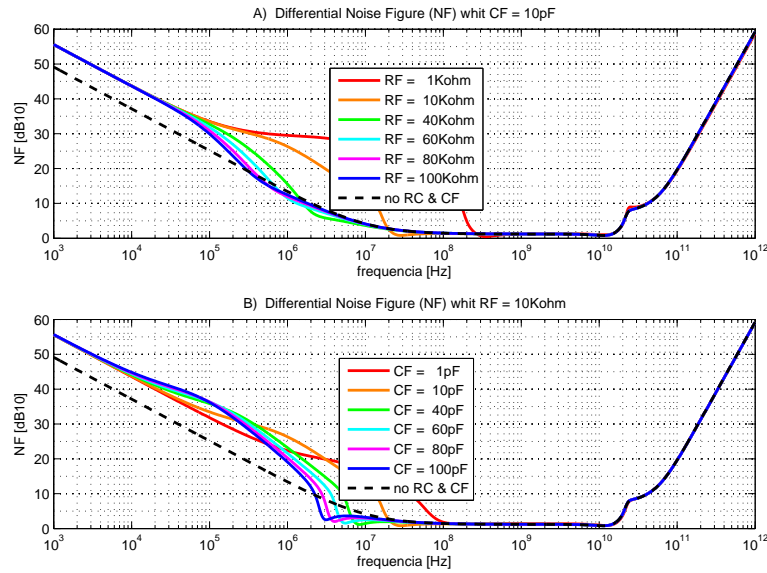 A) Differential Noise Figure (NF) whit CF = 10pF
60
50
40
30
20
10
0
NF [dB10]
RF = 1Kohm
RF = 10Kohm
RF = 40Kohm
RF = 60Kohm
RF = 80Kohm
RF = 100Kohm
no RC & CF
10^3 10^4 10^5 10^6 10^7 10^8 10^9 10^10 10^11 10^12
frequencia [Hz]
B) Differential Noise Figure (NF) whit RF = 10Kohm
60
50
40
30
20
10
0
NF [dB10]
CF = 1pF
CF = 10pF
CF = 40pF
CF = 60pF
CF = 80pF
CF = 100pF
no RC & CF
10^3 10^4 10^5 10^6 10^7 10^8 10^9 10^10 10^11 10^12
frequencia [Hz]